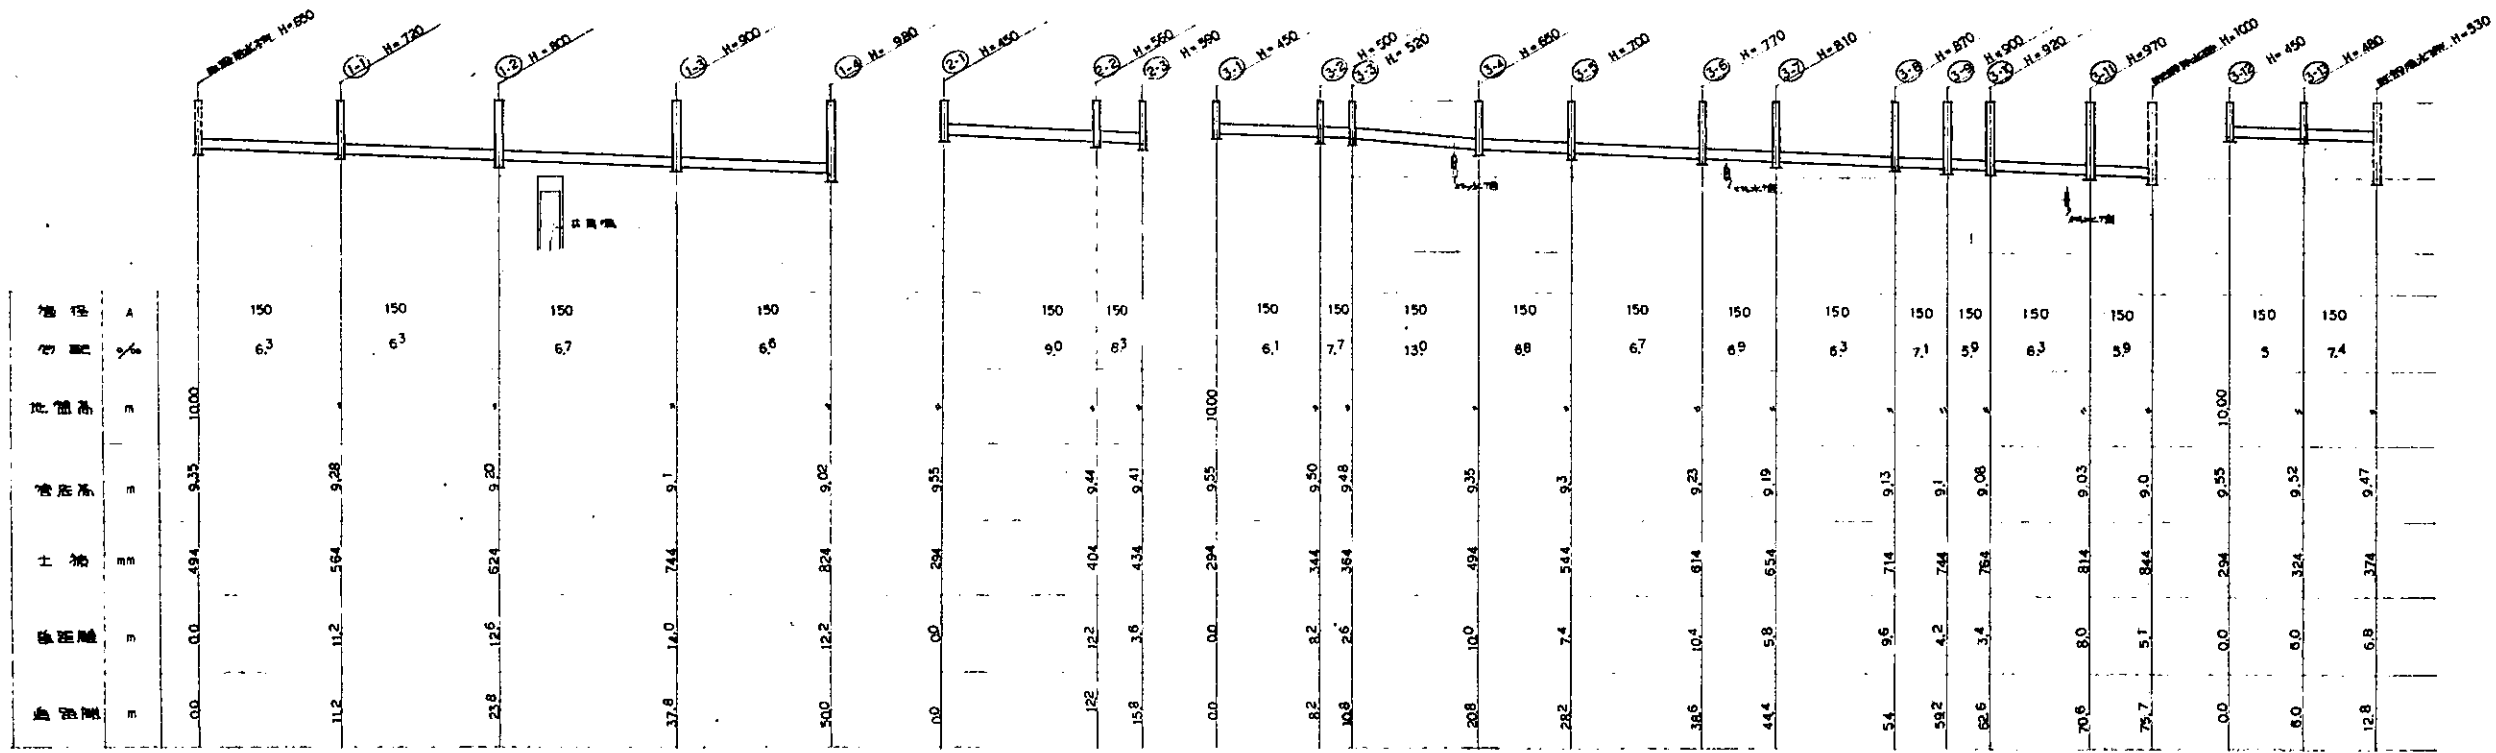 H=650
1-1 H=720
1-2 H=800
1-3 H=900
1-4 H=980
2-1 H=450
2-2 H=560
2-3 H=590
3-1 H=450
3-2 H=500
3-3 H=520
3-4 H=650
3-5 H=700
3-6 H=770
3-7 H=810
3-8 H=870
3-9 H=900
3-10 H=920
3-11 H=970
H=1000
3-12 H=450
3-13 H=480
H=530
管径 A 150 150 150 150 150 150 150 150 150 150 150 150 150 150 150 150 150 150 150
勾配 ‰ 6.3 6.3 6.7 6.6 9.0 8.3 6.1 7.7 13.0 6.8 6.7 6.9 6.3 7.1 5.9 6.3 5.9 5 7.4
地盤高 m 10.00 〃 〃 〃 〃 〃 〃 〃 10.00 〃 〃 〃 〃 〃 〃 〃 〃 〃 〃 〃 10.00 〃 〃
管底高 m 9.35 9.28 9.20 9.1 9.02 9.55 9.44 9.41 9.55 9.50 9.48 9.35 9.3 9.23 9.19 9.13 9.1 9.08 9.03 9.0 9.55 9.52 9.47
土被 mm 494 564 624 744 824 294 404 434 294 344 364 494 544 614 654 714 744 764 814 844 294 324 374
m 0.0 11.2 12.6 14.0 12.2 0.0 12.2 3.6 0.0 8.2 2.6 10.0 7.4 10.4 5.8 9.6 4.2 3.4 8.0 5.1 0.0 6.0 6.8
m 0.0 11.2 23.8 37.8 50.0 0.0 12.2 15.8 0.0 8.2 10.8 20.8 28.2 38.6 44.4 54. 59.2 62.6 70.6 75.7 0.0 6.0 12.8